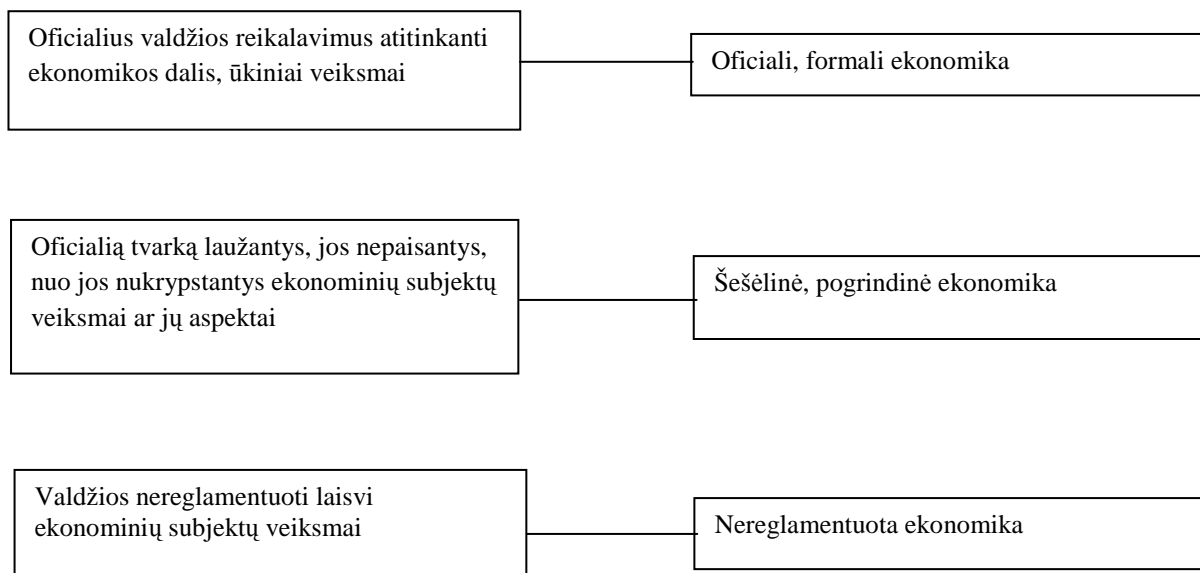 Oficialius valdžios reikalavimus atitinkanti
ekonomikos dalis, ūkiniai veiksmai
Oficiali, formali ekonomika
Oficialią tvarką laužantys, jos nepaisantys,
nuo jos nukrypstantys ekonominių subjektų
veiksmai ar jų aspektai
Šešėlinė, pogrindinė ekonomika
Valdžios nereglamentuoti laisvi
ekonominių subjektų veiksmai
Nereglamentuota ekonomika